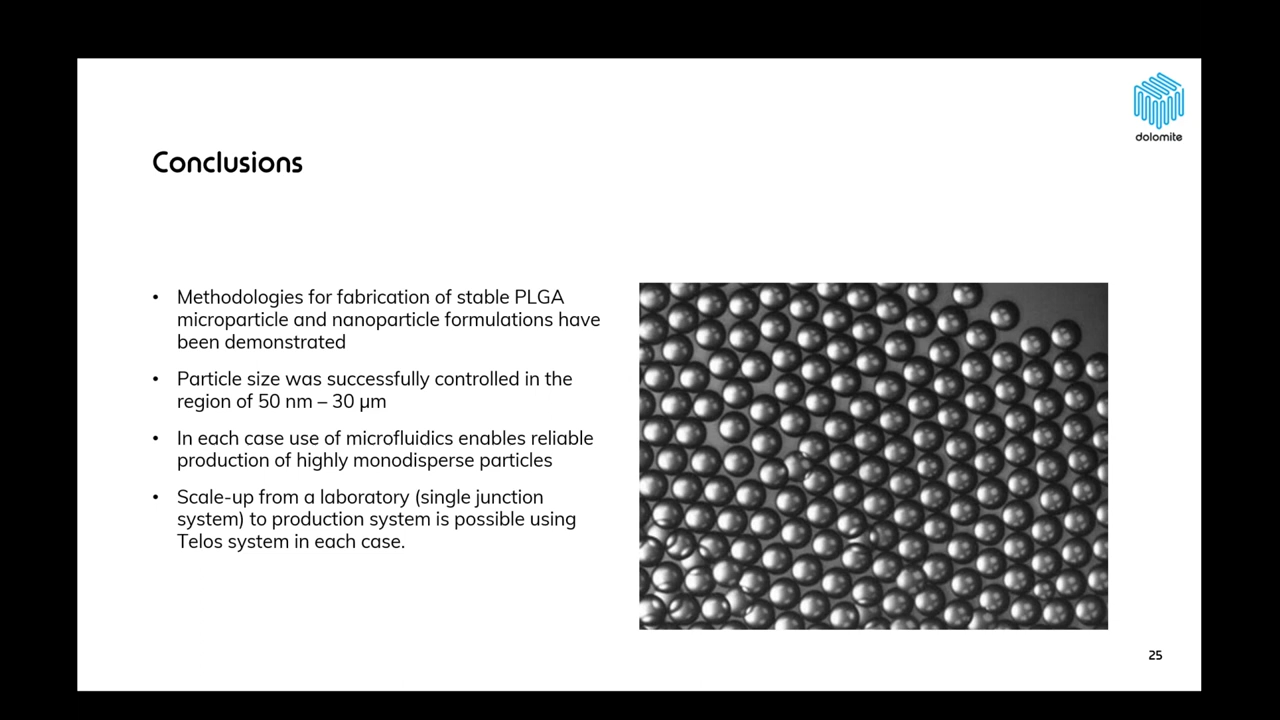 dolomite
Conclusions
• Methodologies for fabrication of stable PLGA
microparticle and nanoparticle formulations have
been demonstrated
• Particle size was successfully controlled in the
region of 50 nm – 30 μm
• In each case use of microfluidics enables reliable
production of highly monodisperse particles
• Scale-up from a laboratory (single junction
system) to production system is possible using
Telos system in each case.
25